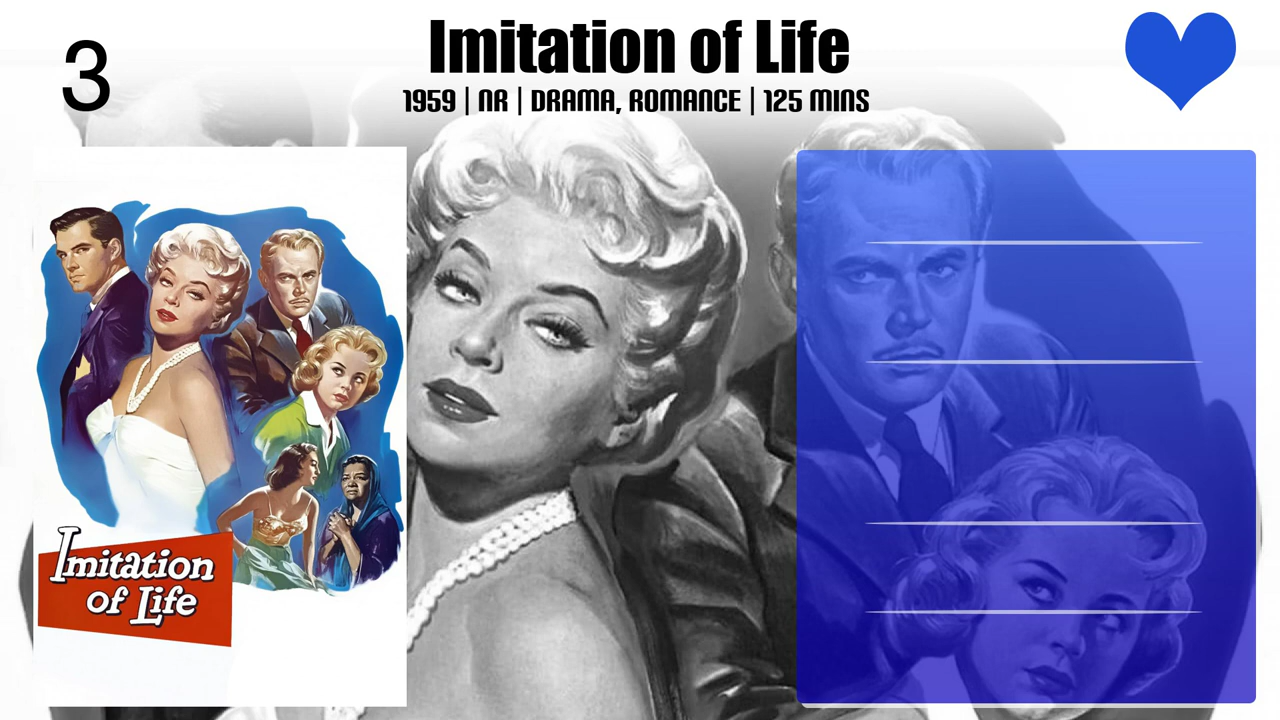 3
Imitation of Life
1959 | NR | DRAMA, ROMANCE | 125 MINS
Imitation
of Life